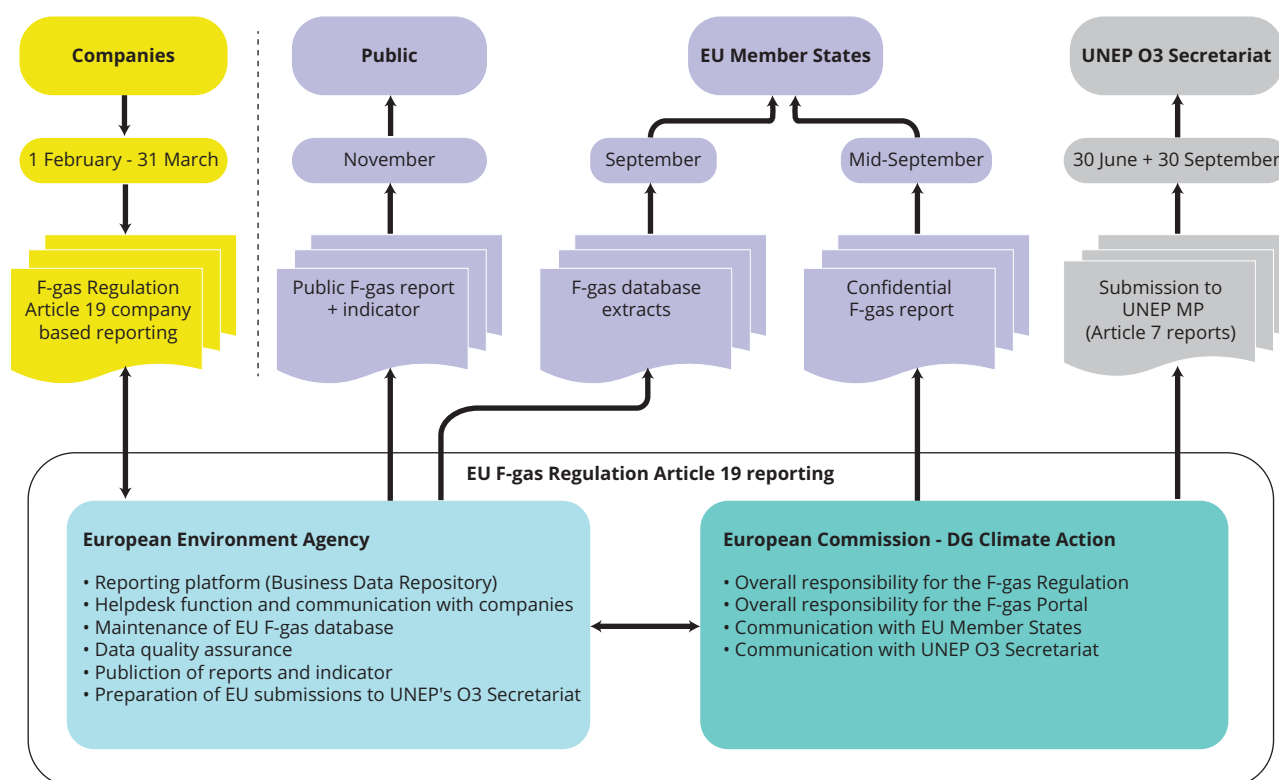 Companies
Public
EU Member States
UNEP O3 Secretariat
1 February - 31 March
November
September
Mid-September
30 June + 30 September
F-gas Regulation
Article 19 company
based reporting
Public F-gas report
+ indicator
F-gas database
extracts
Confidential
F-gas report
Submission to
UNEP MP
(Article 7 reports)
EU F-gas Regulation Article 19 reporting
European Environment Agency
• Reporting platform (Business Data Repository)
• Helpdesk function and communication with companies
• Maintenance of EU F-gas database
• Data quality assurance
• Publiction of reports and indicator
• Preparation of EU submissions to UNEP's O3 Secretariat
European Commission - DG Climate Action
• Overall responsibility for the F-gas Regulation
• Overall responsibility for the F-gas Portal
• Communication with EU Member States
• Communication with UNEP O3 Secretariat